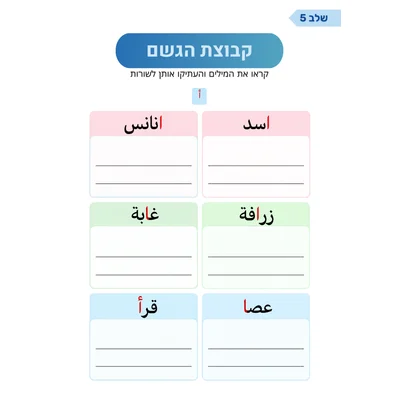 שלב 5
קבוצת הגשם
קראו את המילים והעתיקו אותן לשורות
أ
اسد
انانس
زرافة
غابة
عصا
قرأ